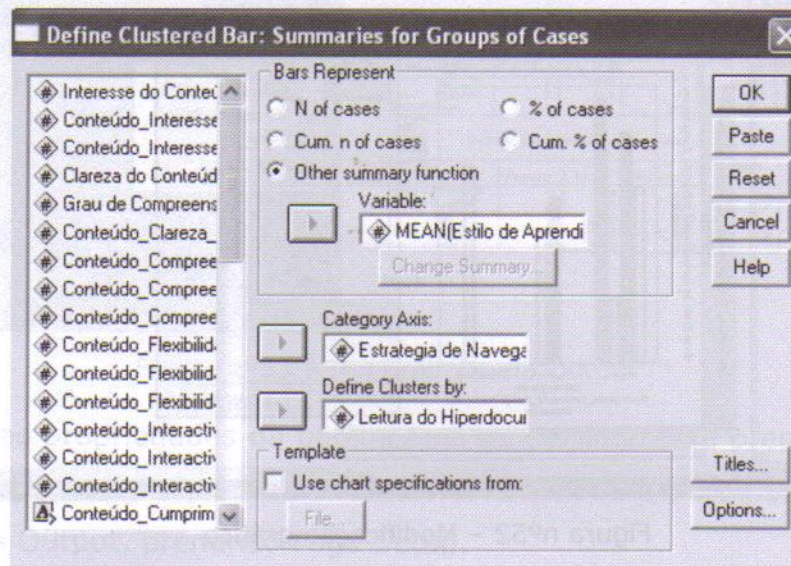 Define Clustered Bar: Summaries for Groups of Cases
Interesse do Conteú
Conteúdo_Interesse
Conteúdo_Interesse
Clareza do Conteúd
Grau de Compreens
Conteúdo_Clareza_
Conteúdo_Compree
Conteúdo_Compree
Conteúdo_Compree
Conteúdo_Flexibilid
Conteúdo_Flexibilid
Conteúdo_Flexibilid
Conteúdo_Interactiv
Conteúdo_Interactiv
Conteúdo_Interactiv
Conteúdo_Cumprim
Bars Represent
N of cases
% of cases
Cum. n of cases
Cum. % of cases
Other summary function
Variable:
MEAN(Estilo de Aprendi
Change Summary...
Category Axis:
Estrategia de Navega
Define Clusters by:
Leitura do Hiperdocu
Template
Use chart specifications from:
File...
OK
Paste
Reset
Cancel
Help
Titles...
Options...